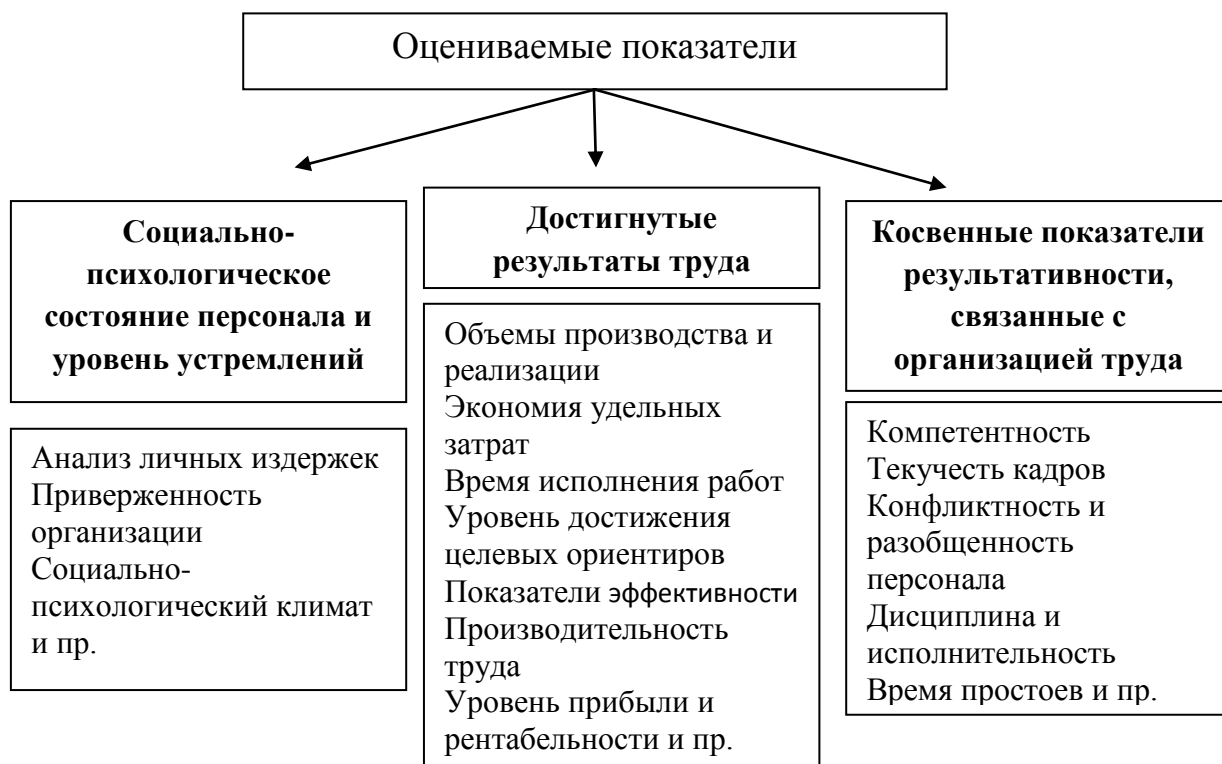 Оцениваемые показатели
Социально-
психологическое
состояние персонала и
уровень устремлений
Анализ личных издержек
Приверженность
организации
Социально-
психологический климат
и пр.
Достигнутые
результаты труда
Объемы производства и
реализации
Экономия удельных
затрат
Время исполнения работ
Уровень достижения
целевых ориентиров
Показатели эффективности
Производительность
труда
Уровень прибыли и
рентабельности и пр.
Косвенные показатели
результативности,
связанные с
организацией труда
Компетентность
Текучесть кадров
Конфликтность и
разобщенность
персонала
Дисциплина и
исполнительность
Время простоев и пр.